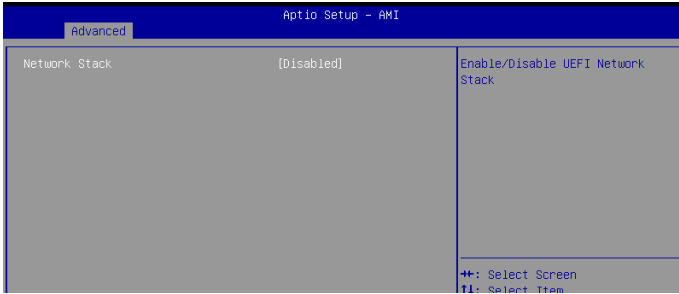 Aptio Setup - AMI
Advanced
Network Stack [Disabled]
Enable/Disable UEFI Network
Stack
→←: Select Screen
↑↓: Select Item